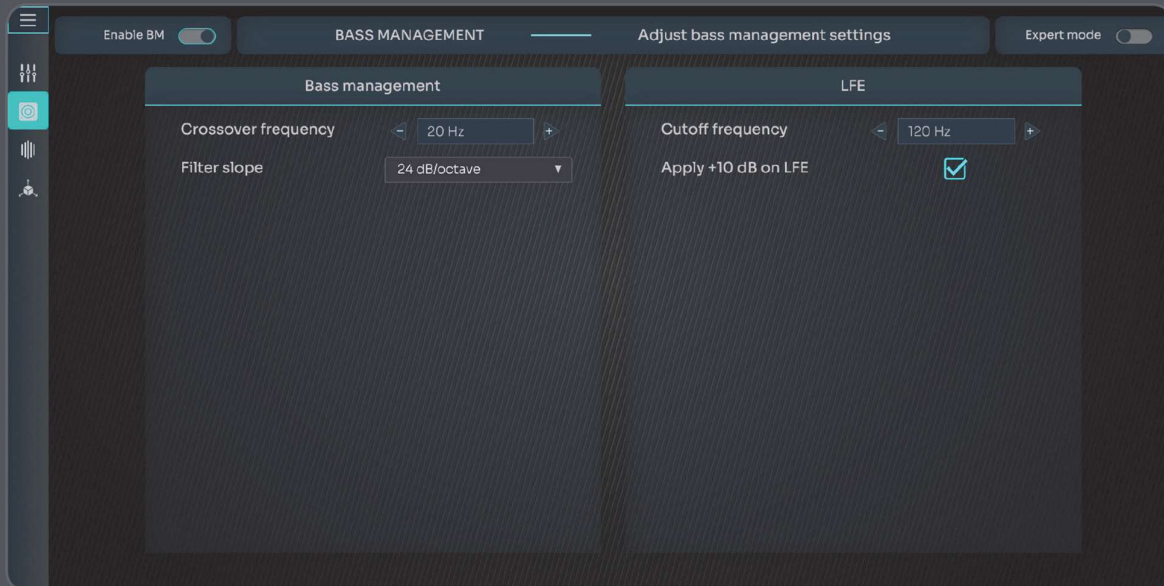 Enable BM
BASS MANAGEMENT
Adjust bass management settings
Expert mode
Bass management
Crossover frequency
- 20 Hz +
Filter slope
24 dB/octave
LFE
Cutoff frequency
- 120 Hz +
Apply +10 dB on LFE